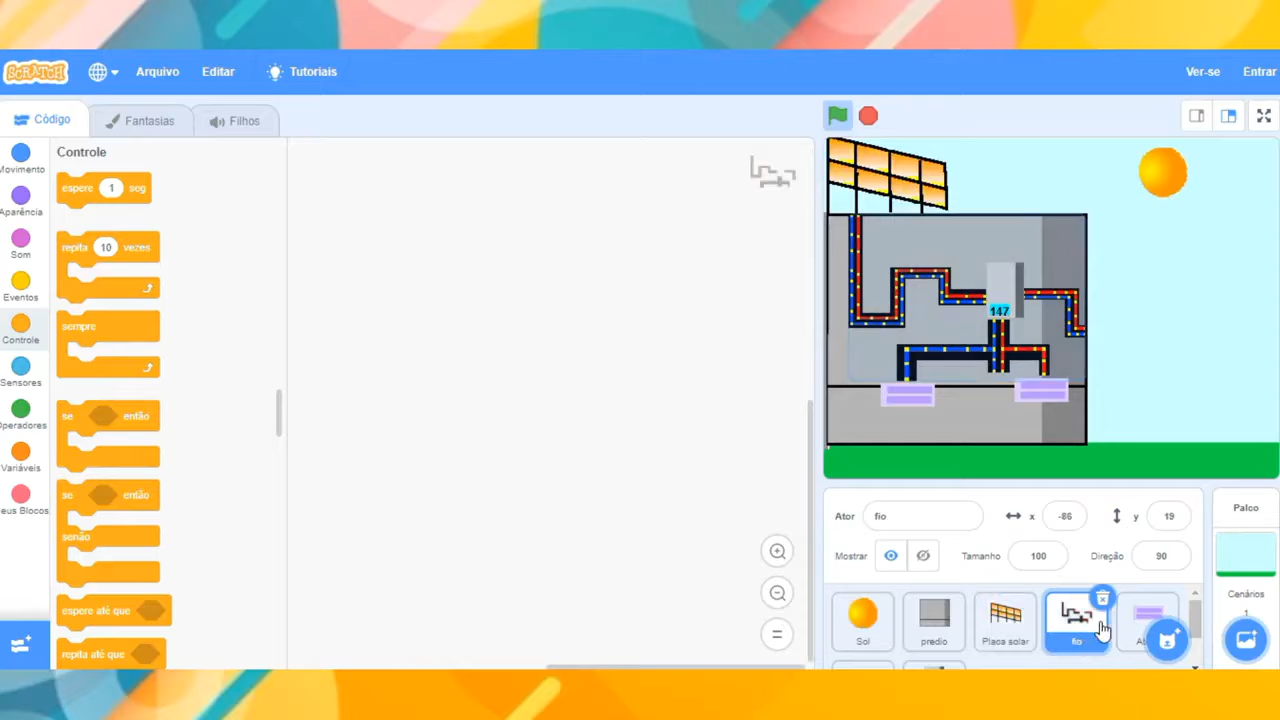 SCRATCH
Arquivo
Editar
Tutoriais
Ver-se
Entrar
Código
Fantasias
Filhos
Movimento
Aparência
Som
Eventos
Controle
Sensores
Operadores
Variáveis
eus Blocos
Controle
espere 1 seg
repita 10 vezes
sempre
se então
se então
senão
espere até que
repita até que
147
Ator fio x -86 y 19
Mostrar Tamanho 100 Direção 90
Sol
predio
Placa solar
fio
Palco
Cenários
1